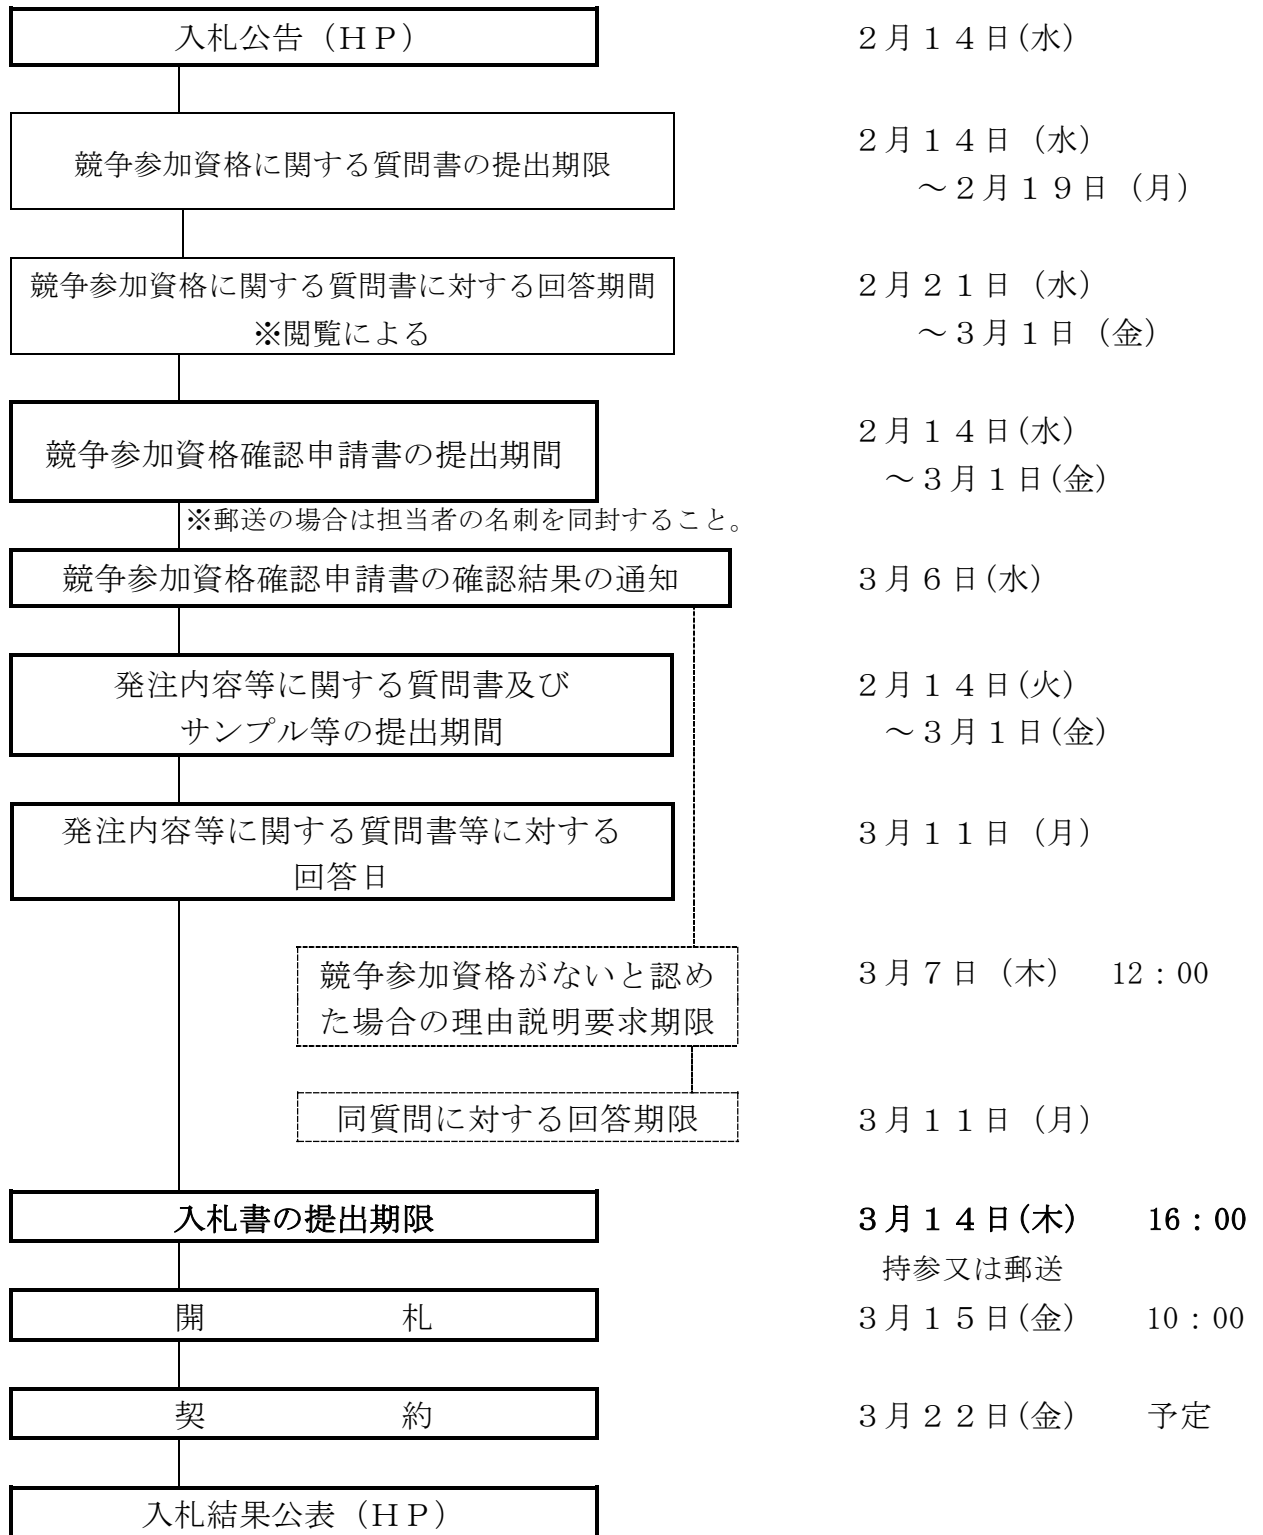 入札公告（ＨＰ） ２月１４日(水)
競争参加資格に関する質問書の提出期限 ２月１４日（水）
～２月１９日（月）
競争参加資格に関する質問書に対する回答期間 ２月２１日（水）
※閲覧による ～３月１日（金）
競争参加資格確認申請書の提出期間 ２月１４日(水)
～３月１日(金)
※郵送の場合は担当者の名刺を同封すること。
競争参加資格確認申請書の確認結果の通知 ３月６日(水)
発注内容等に関する質問書及び ２月１４日(火)
サンプル等の提出期間 ～３月１日(金)
発注内容等に関する質問書等に対する ３月１１日（月）
回答日
競争参加資格がないと認め ３月７日（木） 12：00
た場合の理由説明要求期限
同質問に対する回答期限 ３月１１日（月）
入札書の提出期限 ３月１４日(木) 16：00
持参又は郵送
開 札 ３月１５日(金) 10：00
契 約 ３月２２日(金) 予定
入札結果公表（ＨＰ）